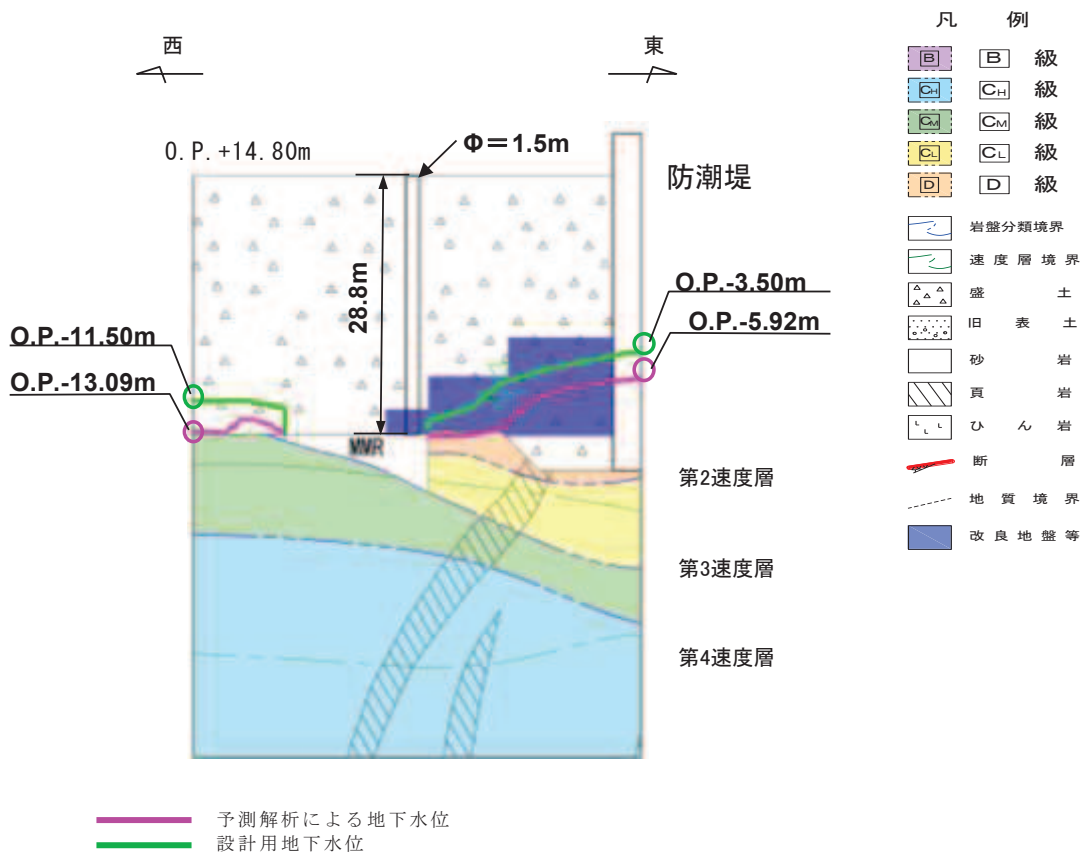 西
東
O.P.+14.80m
Φ＝1.5m
防潮堤
28.8m
O.P.-3.50m
O.P.-5.92m
O.P.-11.50m
O.P.-13.09m
MMR
第2速度層
第3速度層
第4速度層
凡 例
B B 級
CH CH 級
CM CM 級
CL CL 級
D D 級
岩盤分類境界
速度層境界
盛 土
旧 表 土
砂 岩
頁 岩
ひ ん 岩
断 層
地 質 境 界
改 良 地 盤 等
予測解析による地下水位
設計用地下水位